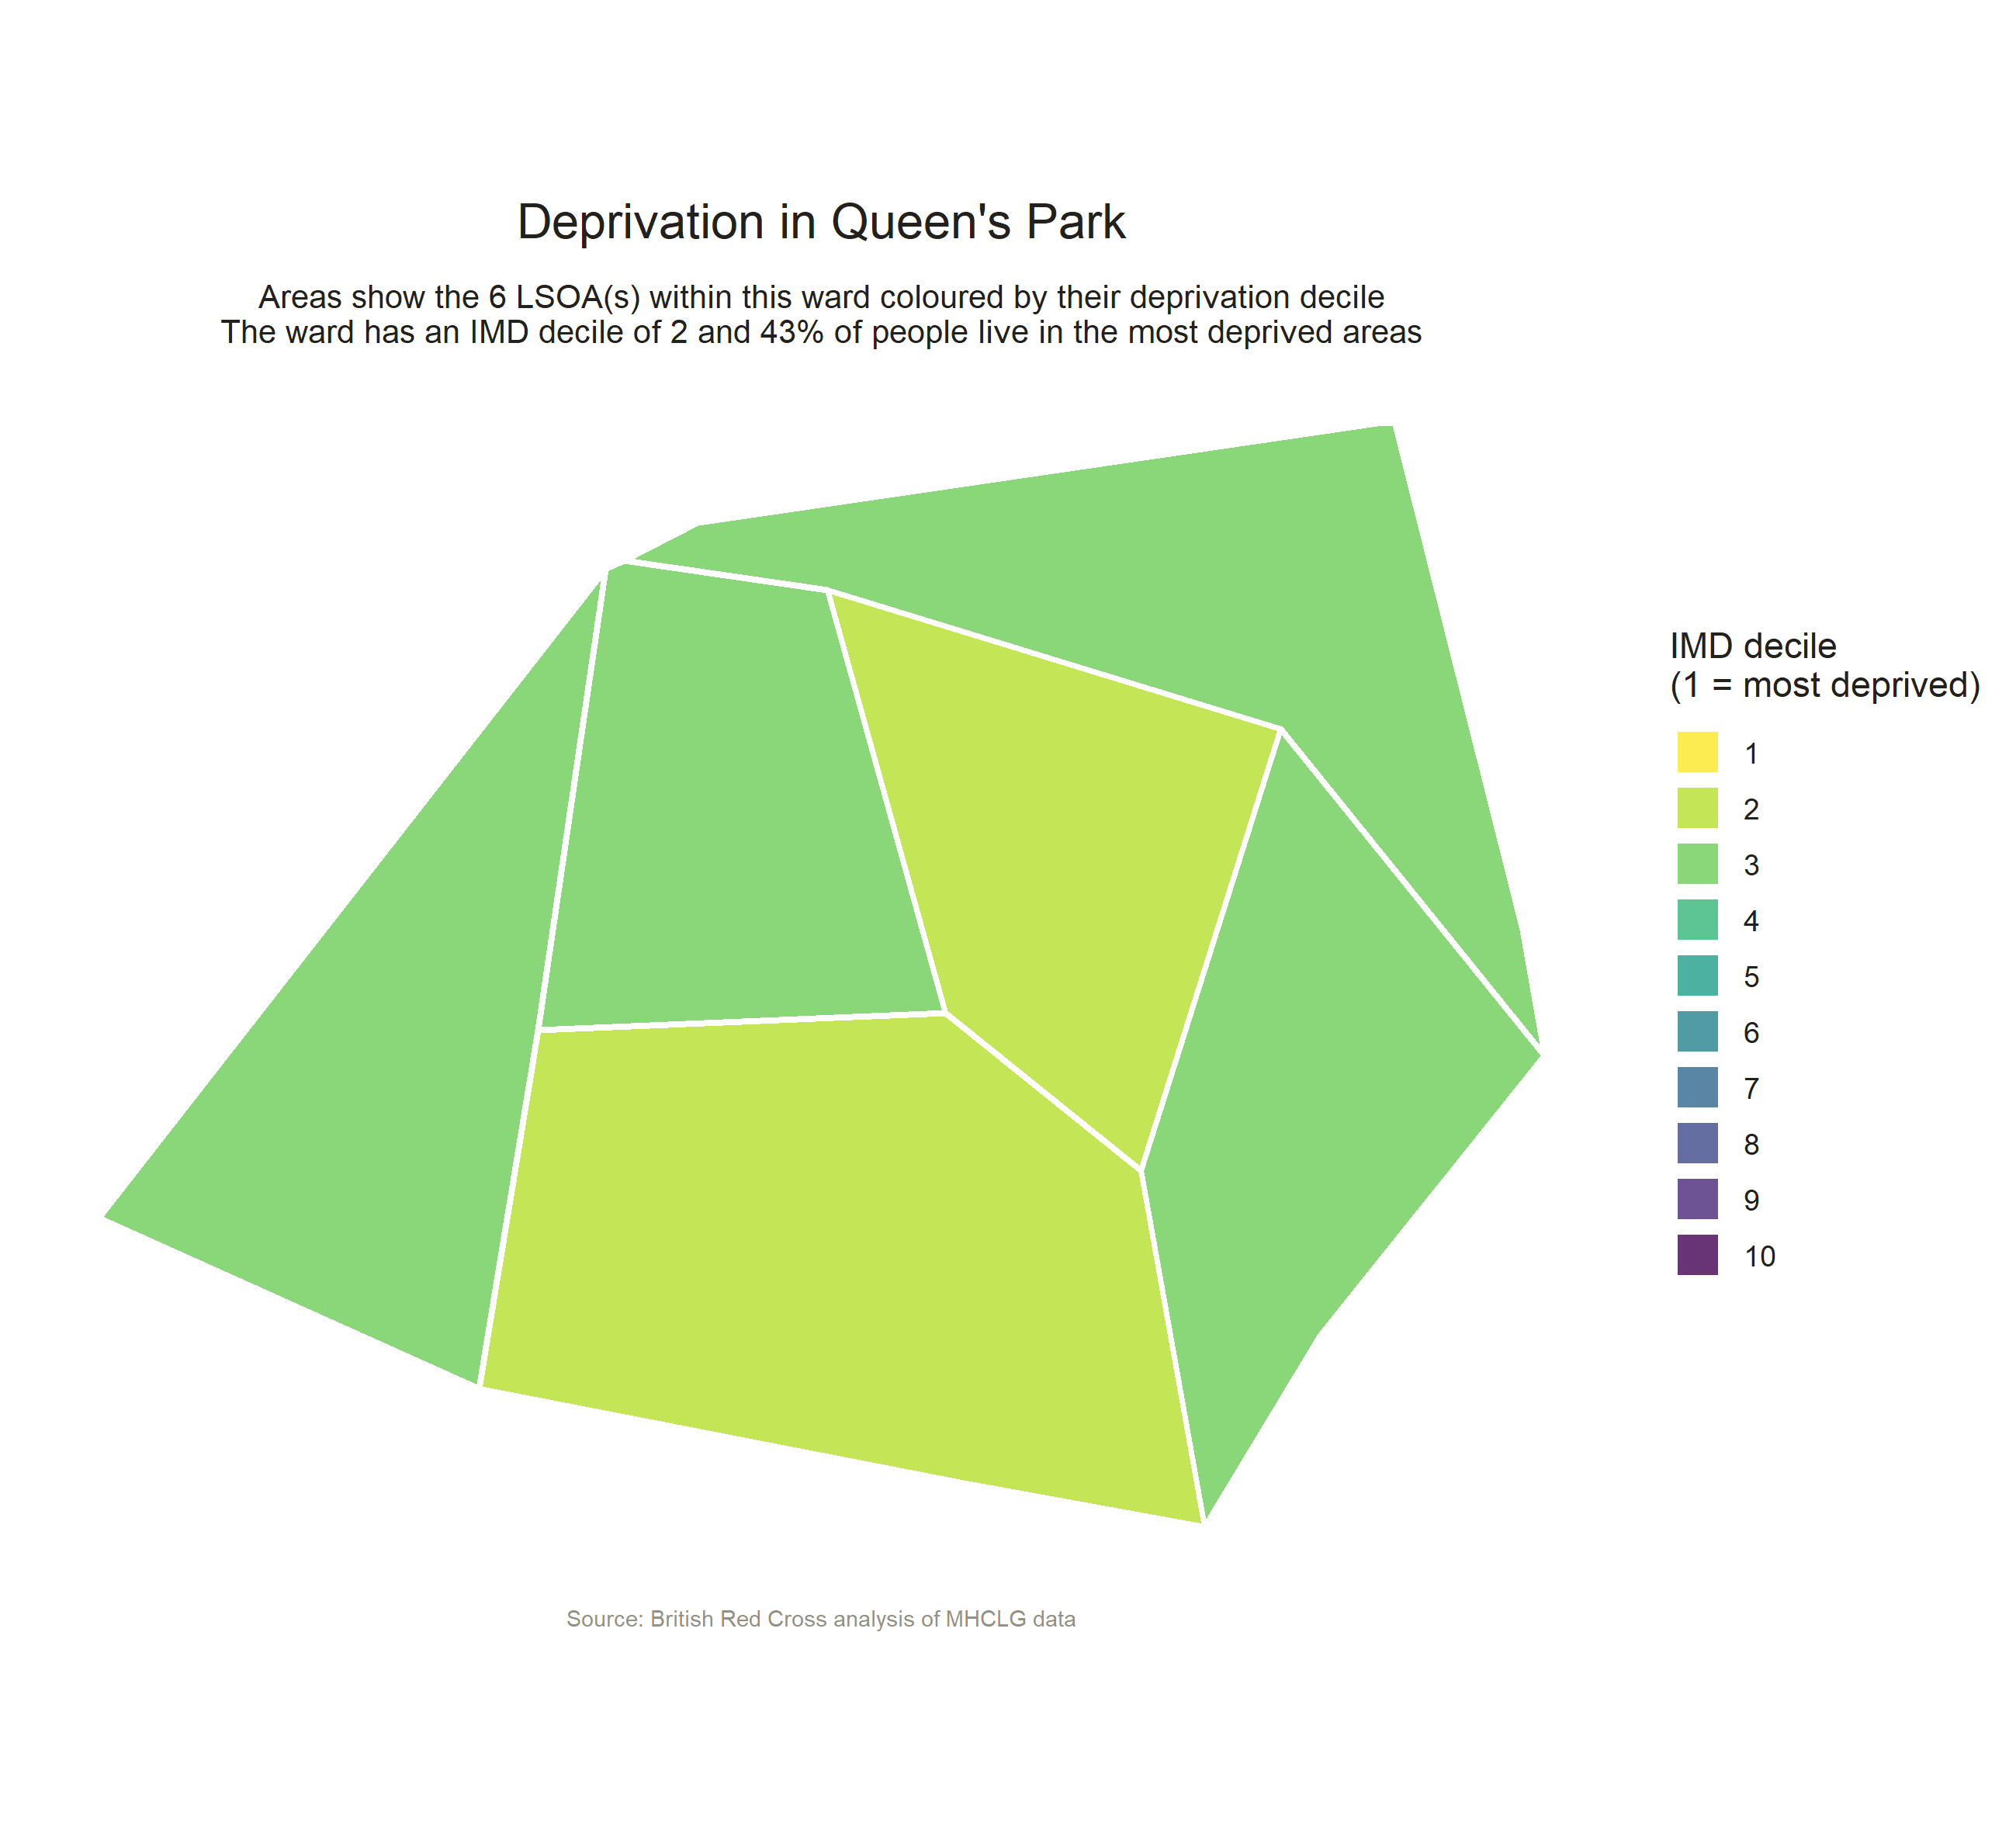 Deprivation in Queen's Park
Areas show the 6 LSOA(s) within this ward coloured by their deprivation decile
The ward has an IMD decile of 2 and 43% of people live in the most deprived areas
IMD decile
(1 = most deprived)
1
2
3
4
5
6
7
8
9
10
Source: British Red Cross analysis of MHCLG data